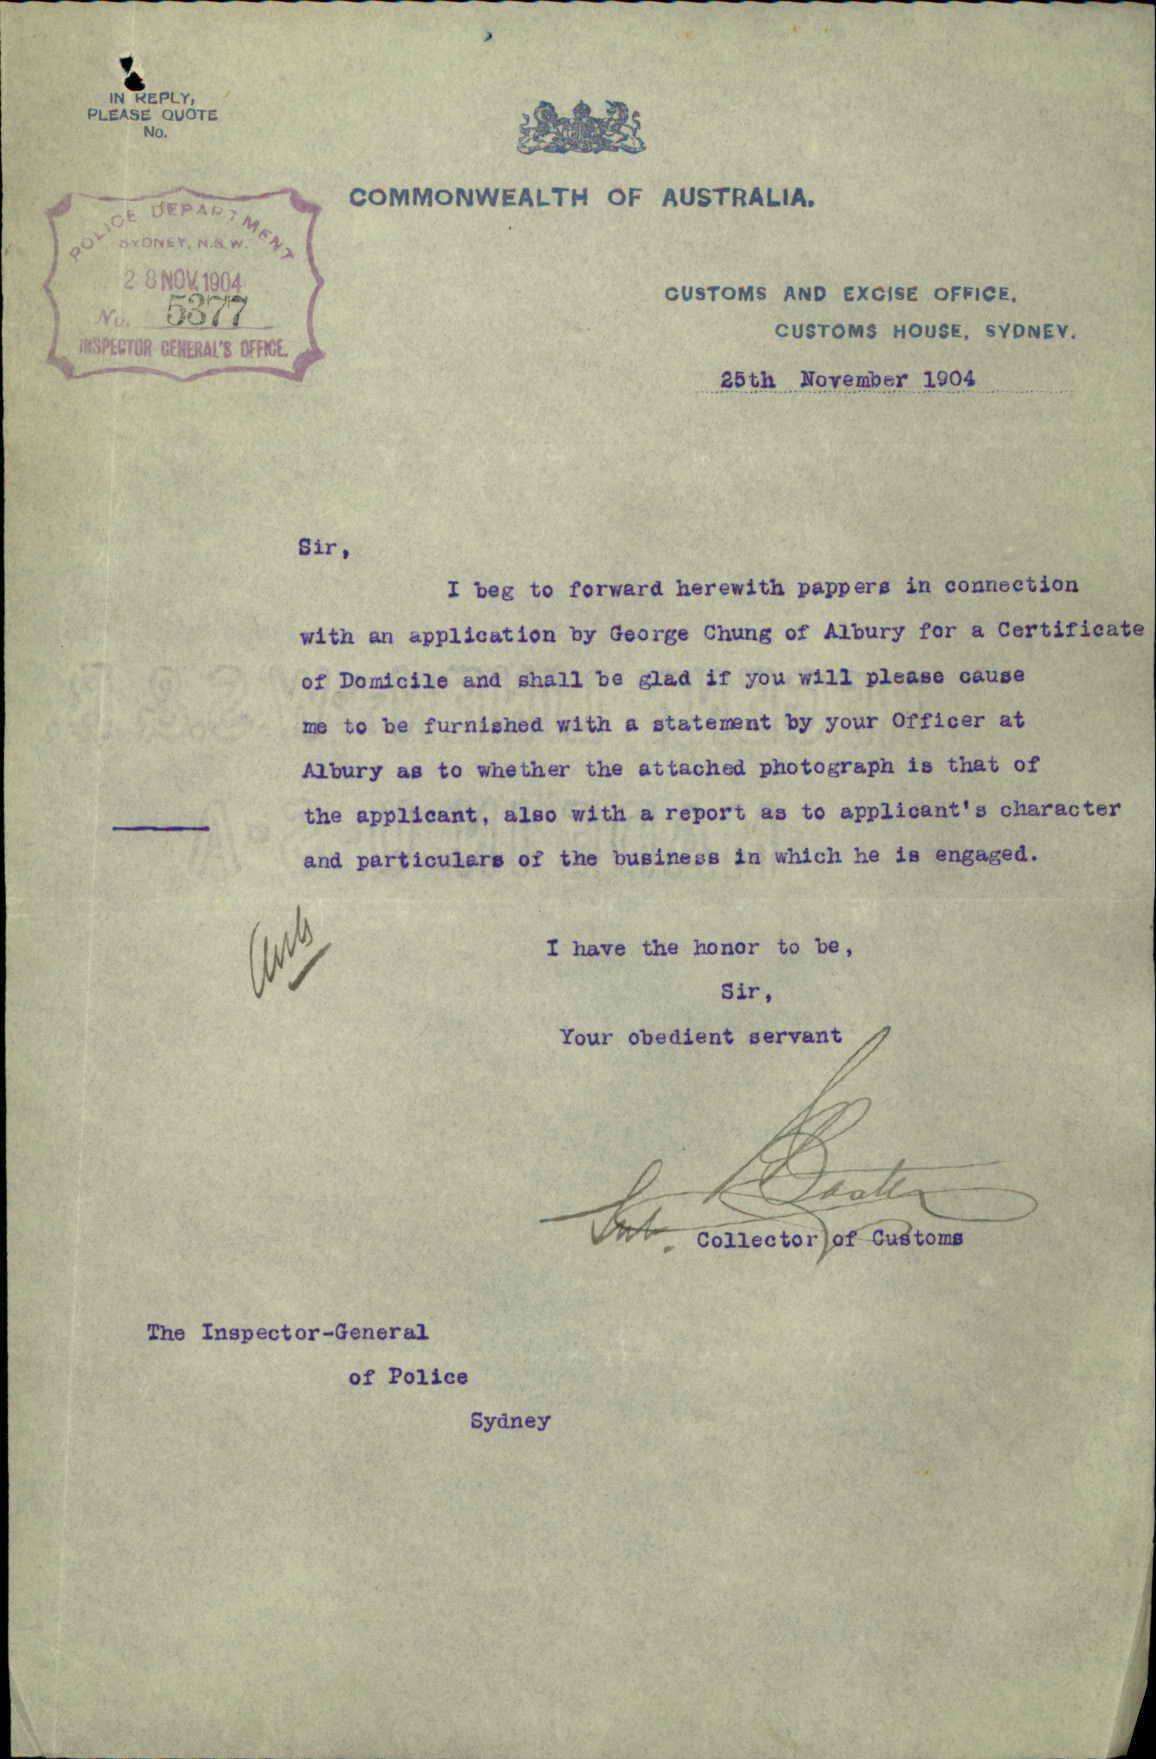 IN REPLY,
PLEASE QUOTE
No.
COMMONWEALTH OF AUSTRALIA.
POLICE DEPARTMENT
SYDNEY, N.S.W.
28 NOV. 1904
No. 5377
INSPECTOR GENERAL'S OFFICE.
CUSTOMS AND EXCISE OFFICE,
CUSTOMS HOUSE, SYDNEY.
25th November 1904
Sir,
I beg to forward herewith pappers in connection
with an application by George Chung of Albury for a Certificate
of Domicile and shall be glad if you will please cause
me to be furnished with a statement by your Officer at
Albury as to whether the attached photograph is that of
the applicant, also with a report as to applicant's character
and particulars of the business in which he is engaged.
I have the honor to be,
Sir,
Your obedient servant
Collector of Customs
The Inspector-General
of Police
Sydney